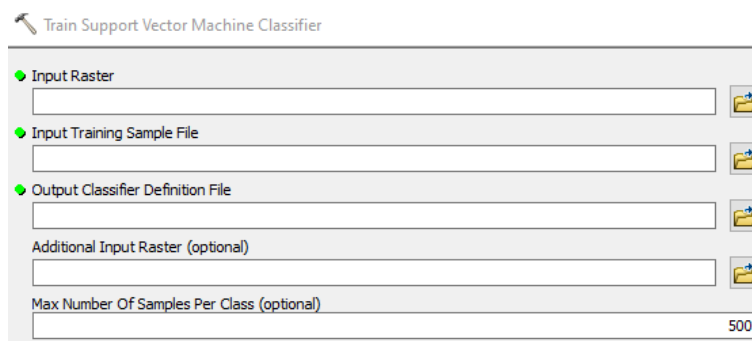 Train Support Vector Machine Classifier
Input Raster
Input Training Sample File
Output Classifier Definition File
Additional Input Raster (optional)
Max Number Of Samples Per Class (optional)
500